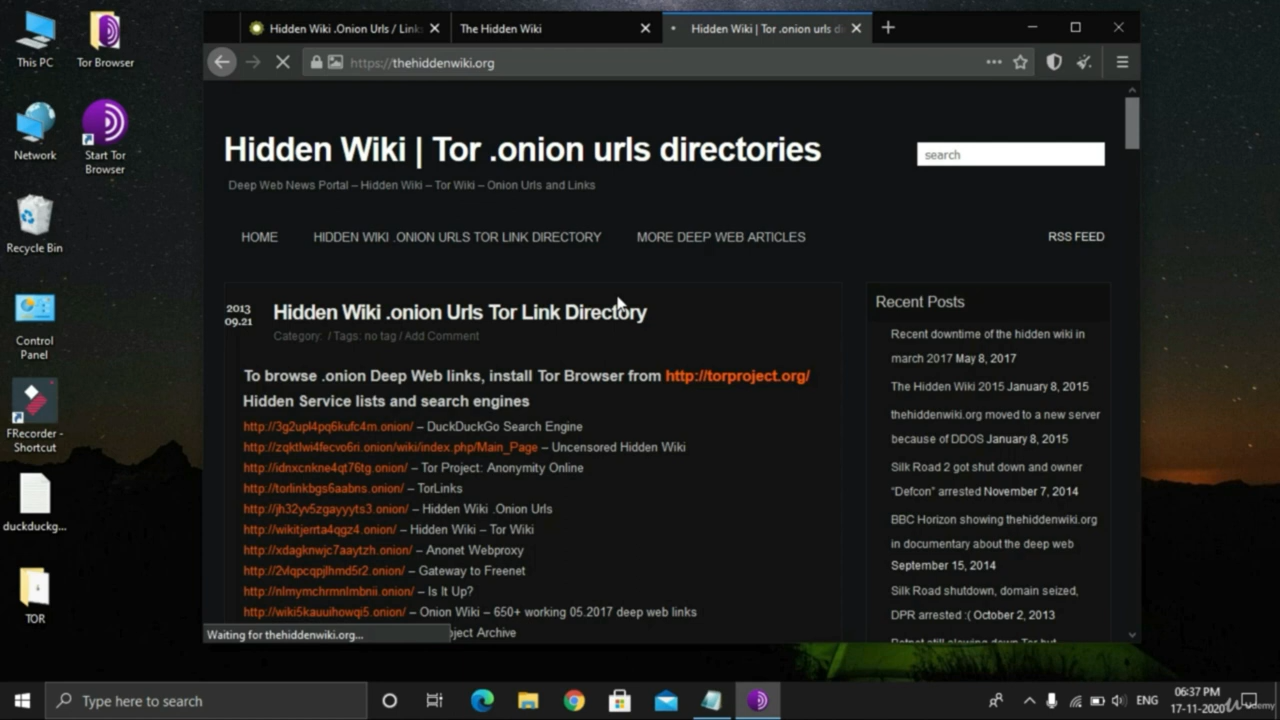 This PC
Tor Browser
Network
Start Tor
Browser
Recycle Bin
Control
Panel
FRecorder -
Shortcut
duckduckg...
TOR
Hidden Wiki .Onion Urls / Link
The Hidden Wiki
Hidden Wiki | Tor .onion urls di
https://thehiddenwiki.org
Hidden Wiki | Tor .onion urls directories
search
Deep Web News Portal – Hidden Wiki – Tor Wiki – Onion Urls and Links
HOME
HIDDEN WIKI .ONION URLS TOR LINK DIRECTORY
MORE DEEP WEB ARTICLES
RSS FEED
2013
09.21
Hidden Wiki .onion Urls Tor Link Directory
Category: / Tags: no tag / Add Comment
To browse .onion Deep Web links, install Tor Browser from http://torproject.org/
Hidden Service lists and search engines
http://3g2upl4pq6kufc4m.onion/ – DuckDuckGo Search Engine
http://zqktlwi4fecvo6ri.onion/wiki/index.php/Main_Page – Uncensored Hidden Wiki
http://idnxcnkne4qt76tg.onion/ – Tor Project: Anonymity Online
http://torlinkbgs6aabns.onion/ – TorLinks
http://jh32yv5zgayyyts3.onion/ – Hidden Wiki .Onion Urls
http://wikitjerrta4qgz4.onion/ – Hidden Wiki – Tor Wiki
http://xdagknwjc7aaytzh.onion/ – Anonet Webproxy
http://2vlqpcqpjlhmd5r2.onion/ – Gateway to Freenet
http://nlmymchrmnlmbnii.onion/ – Is It Up?
http://wiki5kauuihowqi5.onion/ – Onion Wiki – 650+ working 05.2017 deep web links
ject Archive
Recent Posts
Recent downtime of the hidden wiki in
march 2017 May 8, 2017
The Hidden Wiki 2015 January 8, 2015
thehiddenwiki.org moved to a new server
because of DDOS January 8, 2015
Silk Road 2 got shut down and owner
“Defcon” arrested November 7, 2014
BBC Horizon showing thehiddenwiki.org
in documentary about the deep web
September 15, 2014
Silk Road shutdown, domain seized,
DPR arrested :( October 2, 2013
Botnet still slowing down Tor but
Waiting for thehiddenwiki.org...
Type here to search
ENG
06:37 PM
17-11-2020
Udemy